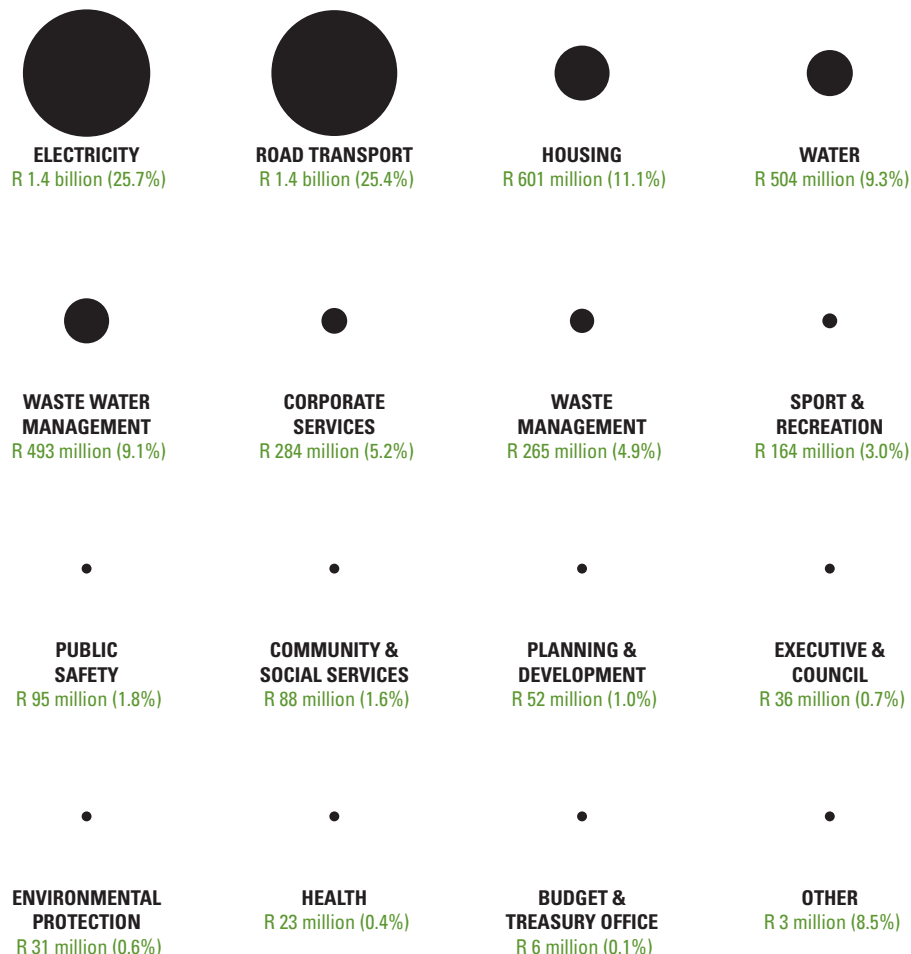 ELECTRICITY
R 1.4 billion (25.7%)
ROAD TRANSPORT
R 1.4 billion (25.4%)
HOUSING
R 601 million (11.1%)
WATER
R 504 million (9.3%)
WASTE WATER
MANAGEMENT
R 493 million (9.1%)
CORPORATE
SERVICES
R 284 million (5.2%)
WASTE
MANAGEMENT
R 265 million (4.9%)
SPORT &
RECREATION
R 164 million (3.0%)
PUBLIC
SAFETY
R 95 million (1.8%)
COMMUNITY &
SOCIAL SERVICES
R 88 million (1.6%)
PLANNING &
DEVELOPMENT
R 52 million (1.0%)
EXECUTIVE &
COUNCIL
R 36 million (0.7%)
ENVIRONMENTAL
PROTECTION
R 31 million (0.6%)
HEALTH
R 23 million (0.4%)
BUDGET &
TREASURY OFFICE
R 6 million (0.1%)
OTHER
R 3 million (8.5%)